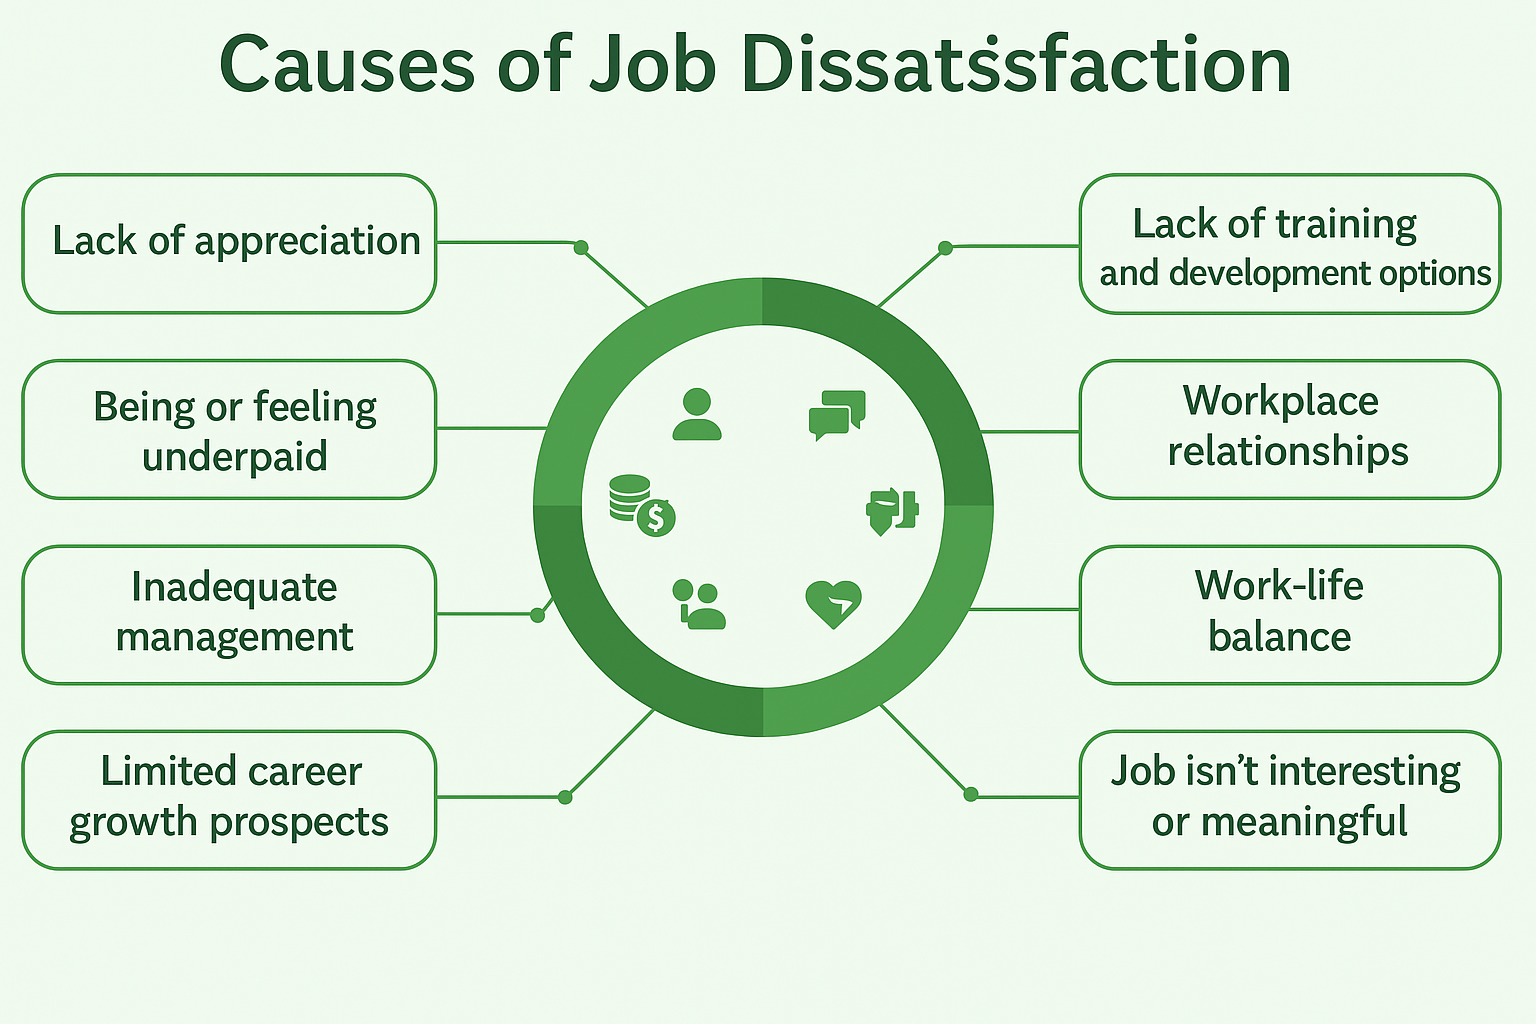 Causes of Job Dissatṡsfaction
Lack of appreciation
Being or feeling
underpaid
Inadequate
management
Limited career
growth prospects
$
Lack of training
and development options
Workplace
relationships
Work-life
balance
Job isn’t interesting
or meaningful